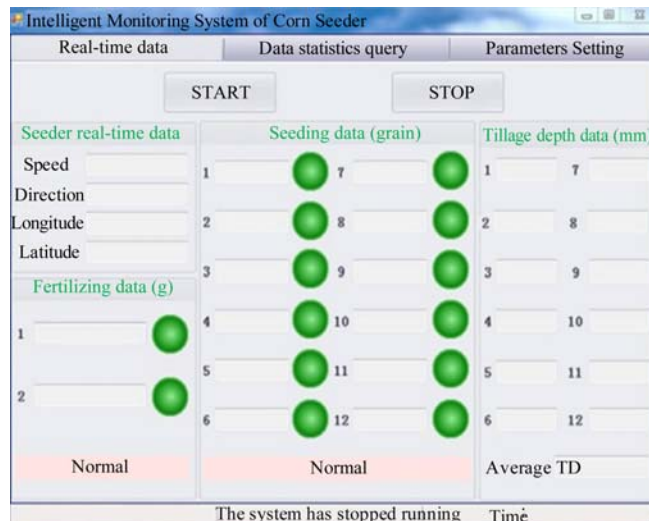 Intelligent Monitoring System of Corn Seeder
Real-time data Data statistics query Parameters Setting
START STOP
Seeder real-time data
Speed
Direction
Longitude
Latitude
Fertilizing data (g)
1
2
Normal
Seeding data (grain)
1 7
2 8
3 9
4 10
5 11
6 12
Normal
Tillage depth data (mm)
1 7
2 8
3 9
4 10
5 11
6 12
Average TD
The system has stopped running Time